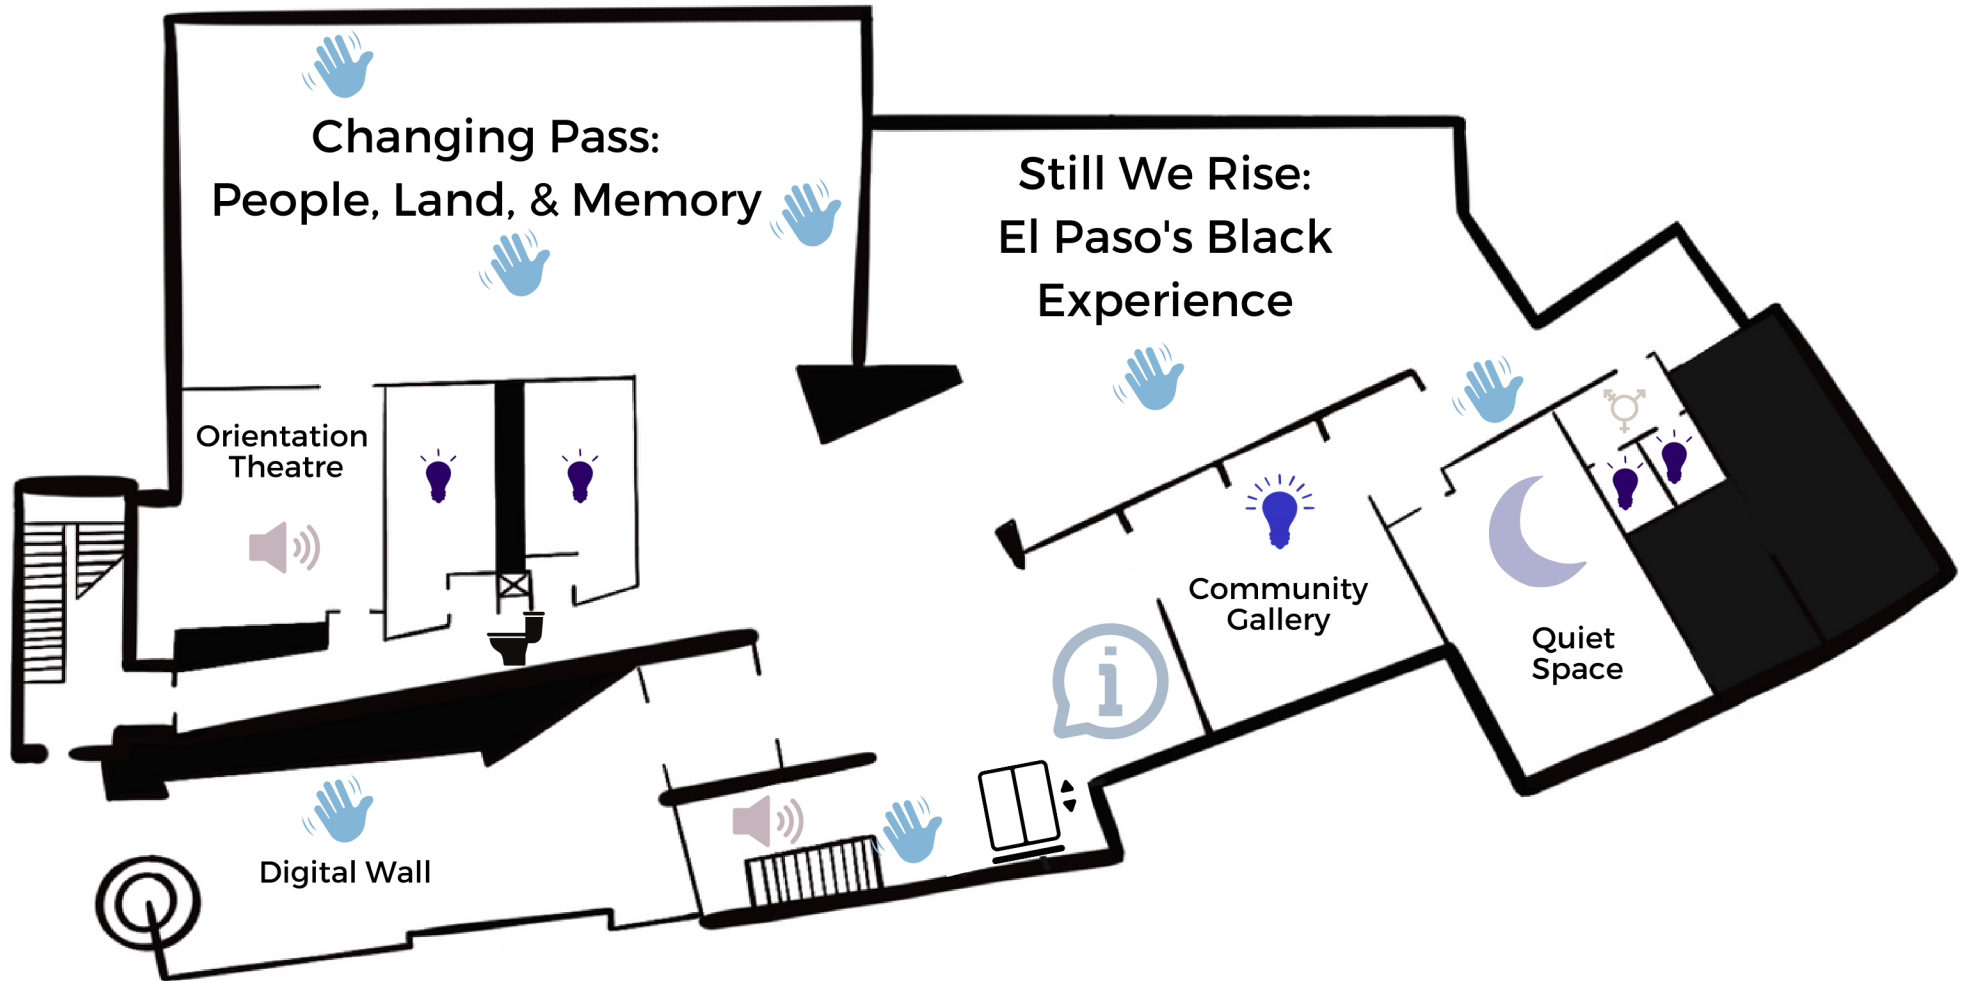 Changing Pass:
People, Land, & Memory
Still We Rise:
El Paso's Black
Experience
Orientation
Theatre
Community
Gallery
Quiet
Space
Digital Wall